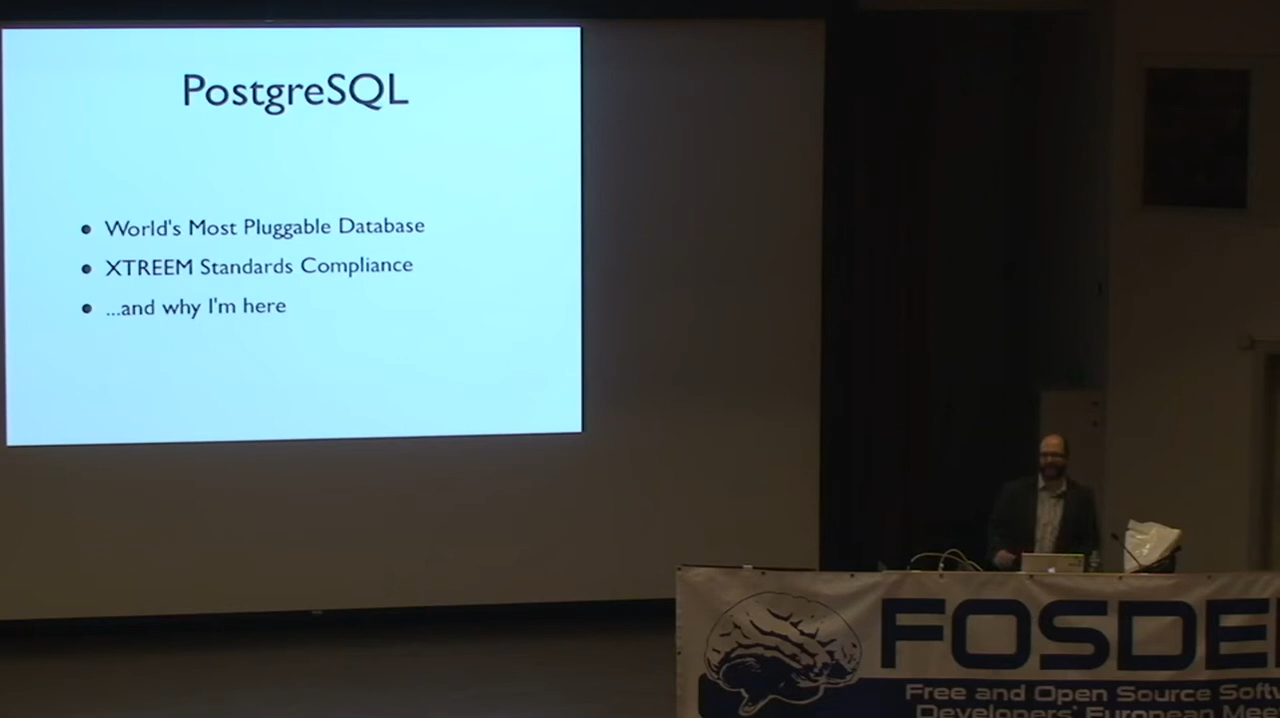 PostgreSQL
World's Most Pluggable Database
XTREEM Standards Compliance
...and why I'm here
FOSDE
Free and Open Source Softw
Developers' European Mee